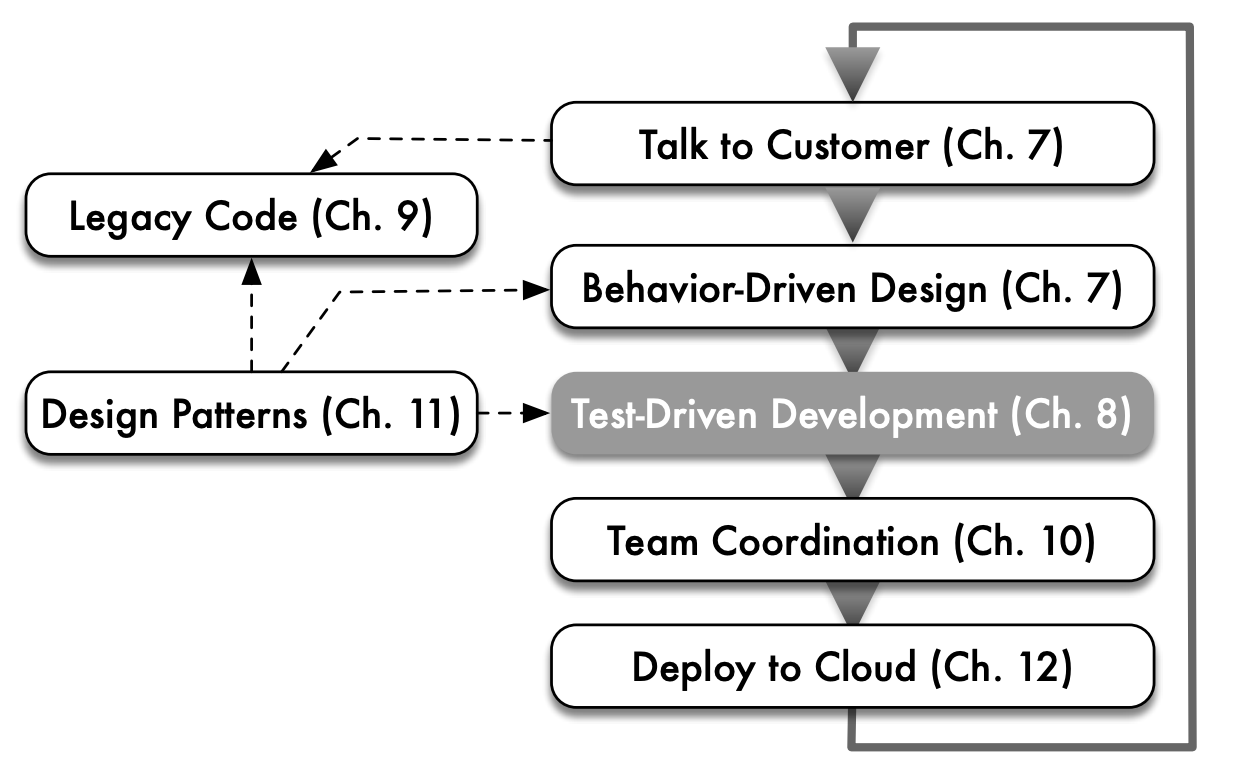 Talk to Customer (Ch. 7)
Legacy Code (Ch. 9)
Behavior-Driven Design (Ch. 7)
Design Patterns (Ch. 11)
Test-Driven Development (Ch. 8)
Team Coordination (Ch. 10)
Deploy to Cloud (Ch. 12)